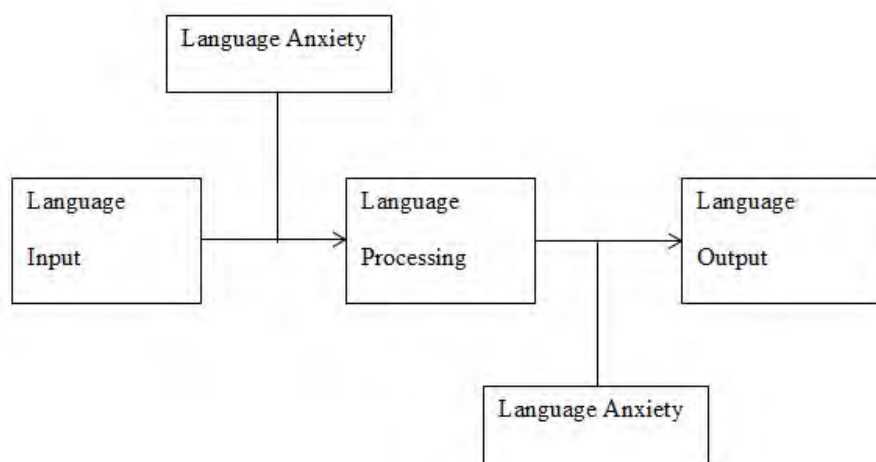 Language Anxiety
Language
Input
Language
Processing
Language
Output
Language Anxiety